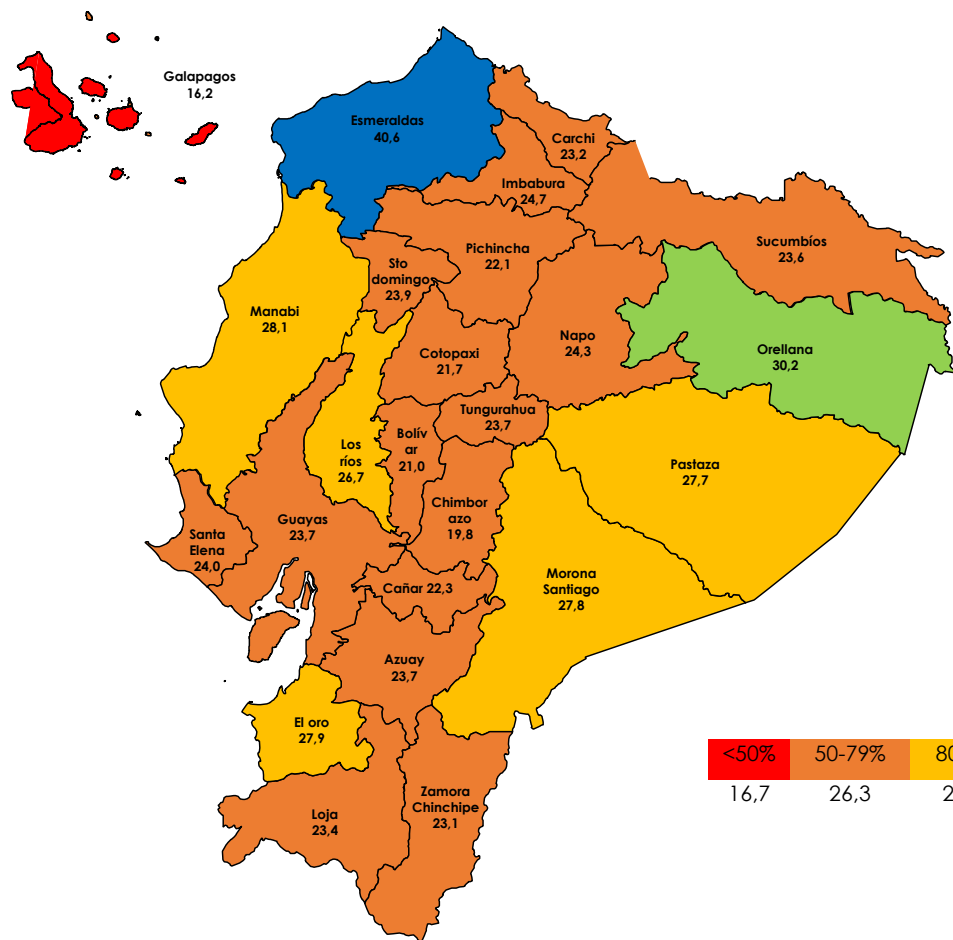 Galapagos
16,2
Esmeraldas
40,6
Carchi
23,2
Imbabura
24,7
Sucumbíos
23,6
Pichincha
22,1
Sto
domingo
23,9
Manabi
28,1
Napo
24,3
Orellana
30,2
Cotopaxi
21,7
Tungurahua
23,7
Bolív
ar
21,0
Los
ríos
26,7
Pastaza
27,7
Chimbor
azo
19,8
Guayas
23,7
Santa
Elena
24,0
Morona
Santiago
27,8
Cañar 22,3
Azuay
23,7
El oro
27,9
Zamora
Chinchipe
23,1
Loja
23,4
<50% 50-79% 80
16,7 26,3 2